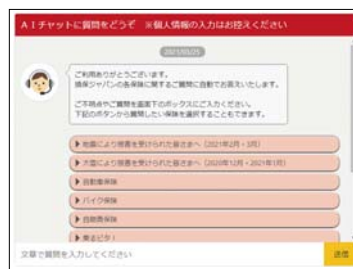 AIチャットに質問をどうぞ ※個人情報の入力はお控えください
2021/05/25
ご利用ありがとうございます。
損保ジャパンの各保険に関するご質問に自動でお答えいたします。
ご不明点やご質問を画面下のボックスにご入力ください。
下記のボタンから質問したい保険を選択することもできます。
▶ 地震により被害を受けられた皆さまへ（2021年2月・3月）
▶ 大雪により被害を受けられた皆さまへ（2020年12月・2021年1月）
▶ 自動車保険
▶ バイク保険
▶ 自賠責保険
▶ 乗るピタ！
文章で質問を入力してください
送信